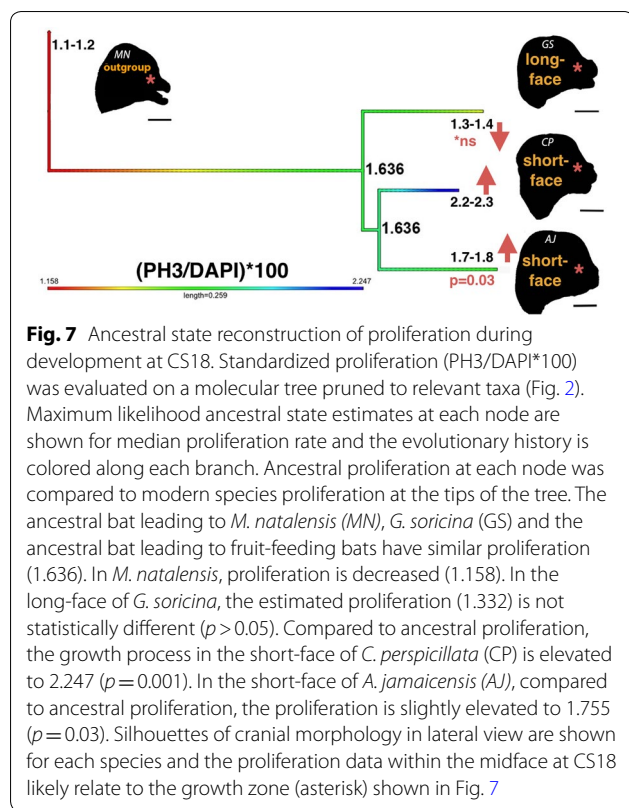 1.1-1.2
MN
outgroup
*
GS
long-
face
*
1.3-1.4
*ns
1.636
CP
short-
face
*
2.2-2.3
1.636
AJ
short-
face
*
1.7-1.8
p=0.03
(PH3/DAPI)*100
1.158
2.247
length=0.259
Fig. 7 Ancestral state reconstruction of proliferation during
development at CS18. Standardized proliferation (PH3/DAPI*100)
was evaluated on a molecular tree pruned to relevant taxa (Fig. 2).
Maximum likelihood ancestral state estimates at each node are
shown for median proliferation rate and the evolutionary history is
colored along each branch. Ancestral proliferation at each node was
compared to modern species proliferation at the tips of the tree. The
ancestral bat leading to M. natalensis (MN), G. soricina (GS) and the
ancestral bat leading to fruit-feeding bats have similar proliferation
(1.636). In M. natalensis, proliferation is decreased (1.158). In the
long-face of G. soricina, the estimated proliferation (1.332) is not
statistically different (p > 0.05). Compared to ancestral proliferation,
the growth process in the short-face of C. perspicillata (CP) is elevated
to 2.247 (p = 0.001). In the short-face of A. jamaicensis (AJ), compared
to ancestral proliferation, the proliferation is slightly elevated to 1.755
(p = 0.03). Silhouettes of cranial morphology in lateral view are shown
for each species and the proliferation data within the midface at CS18
likely relate to the growth zone (asterisk) shown in Fig. 7